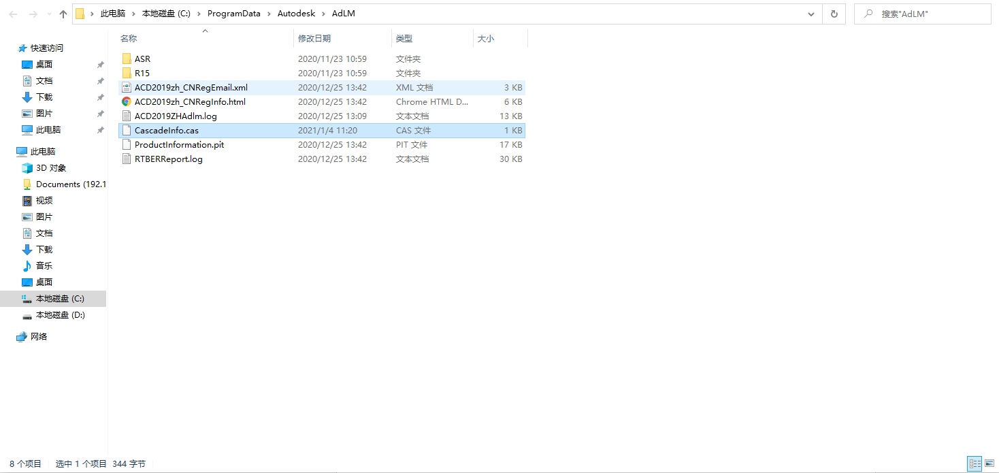 此电脑 › 本地磁盘 (C:) › ProgramData › Autodesk › AdLM
搜索"AdLM"
名称 修改日期 类型 大小
快速访问
桌面
文档
下载
图片
此电脑
此电脑
3D 对象
Documents (192.1
视频
图片
文档
下载
音乐
桌面
本地磁盘 (C:)
本地磁盘 (D:)
网络
ASR 2020/11/23 10:59 文件夹
R15 2020/11/23 10:59 文件夹
ACD2019zh_CNRegEmail.xml 2020/12/25 13:42 XML 文档 3 KB
ACD2019zh_CNRegInfo.html 2020/12/25 13:42 Chrome HTML D... 6 KB
ACD2019ZHAdlm.log 2020/12/25 13:09 文本文档 13 KB
CascadeInfo.cas 2021/1/4 11:20 CAS 文件 1 KB
ProductInformation.pit 2020/12/25 13:42 PIT 文件 17 KB
RTBERReport.log 2020/12/25 13:42 文本文档 30 KB
8 个项目 选中 1 个项目 344 字节